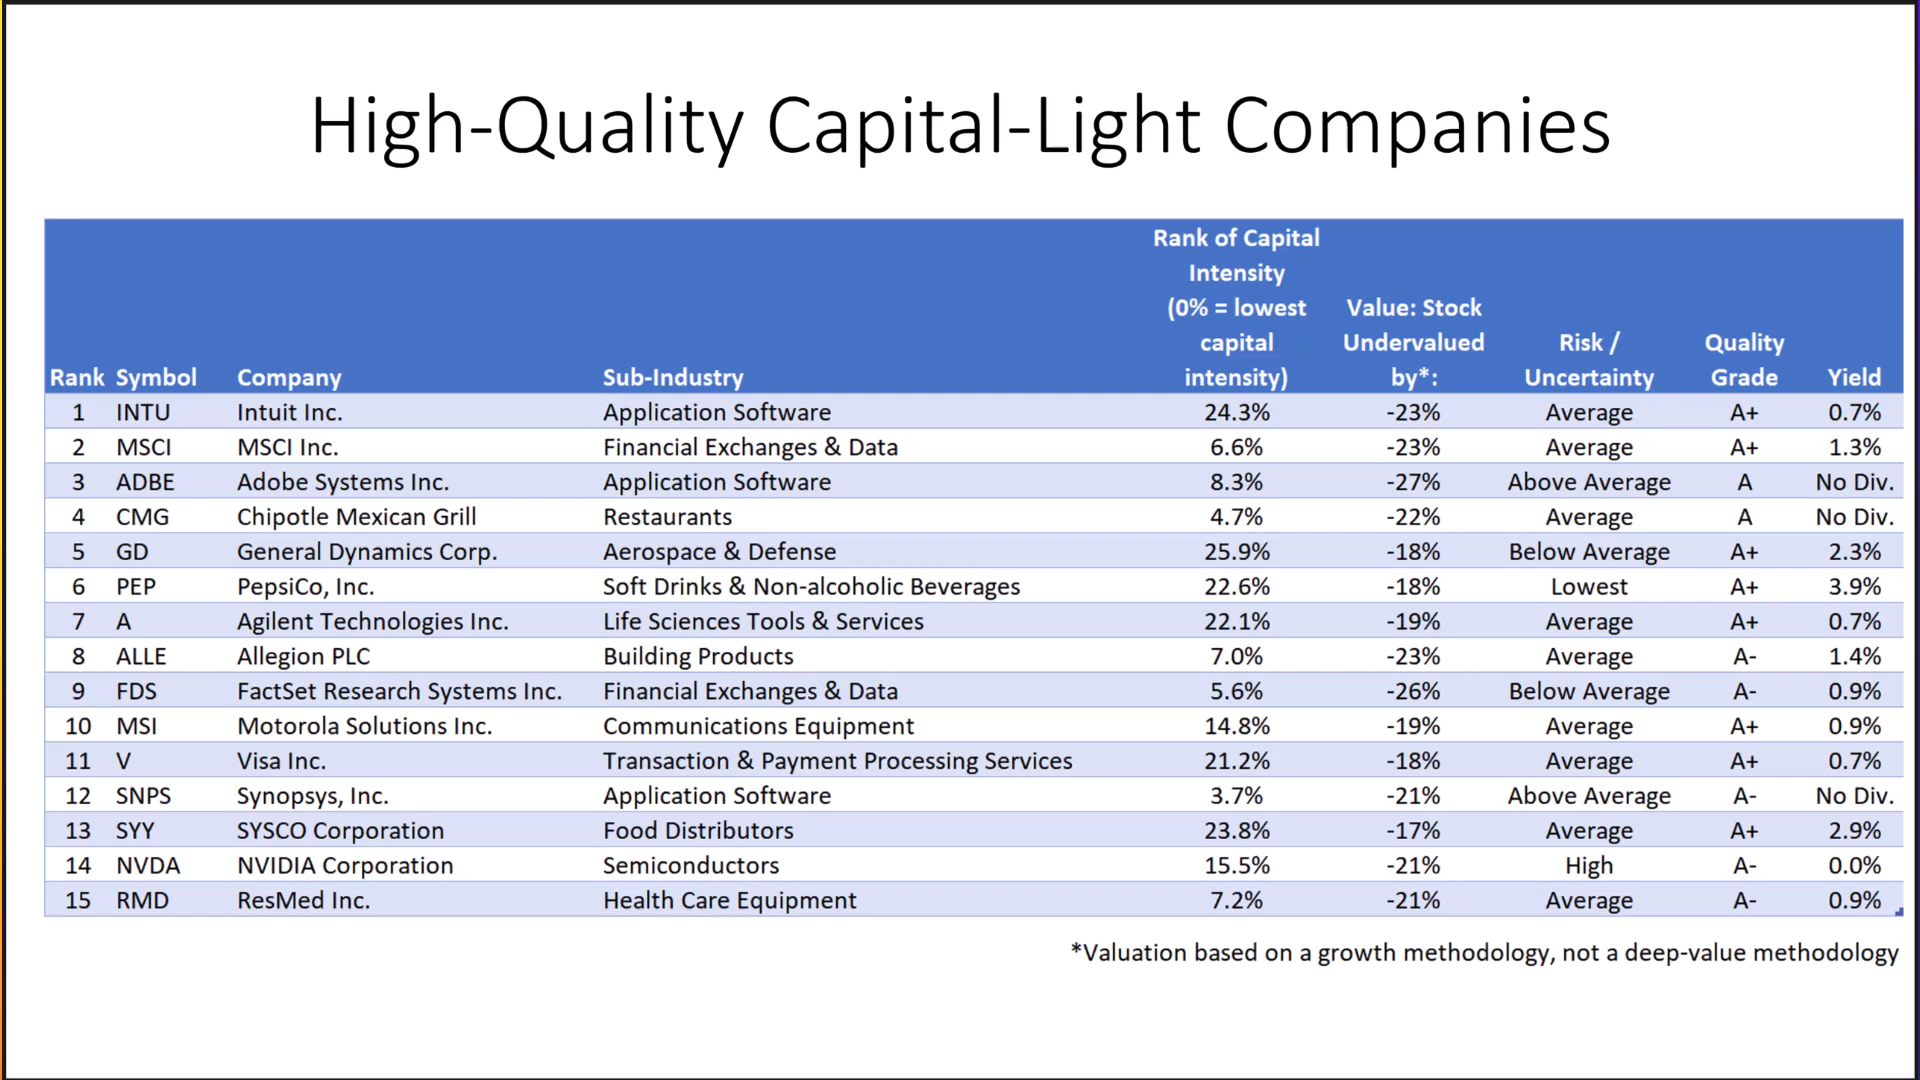 High-Quality Capital-Light Companies
Rank of Capital
Intensity
(0% = lowest
capital
intensity)
Value: Stock
Undervalued
by*:
Risk /
Uncertainty
Quality
Grade
Rank Symbol Company Sub-Industry Yield
1 INTU Intuit Inc. Application Software 24.3% -23% Average A+ 0.7%
2 MSCI MSCI Inc. Financial Exchanges & Data 6.6% -23% Average A+ 1.3%
3 ADBE Adobe Systems Inc. Application Software 8.3% -27% Above Average A No Div.
4 CMG Chipotle Mexican Grill Restaurants 4.7% -22% Average A No Div.
5 GD General Dynamics Corp. Aerospace & Defense 25.9% -18% Below Average A+ 2.3%
6 PEP PepsiCo, Inc. Soft Drinks & Non-alcoholic Beverages 22.6% -18% Lowest A+ 3.9%
7 A Agilent Technologies Inc. Life Sciences Tools & Services 22.1% -19% Average A+ 0.7%
8 ALLE Allegion PLC Building Products 7.0% -23% Average A- 1.4%
9 FDS FactSet Research Systems Inc. Financial Exchanges & Data 5.6% -26% Below Average A- 0.9%
10 MSI Motorola Solutions Inc. Communications Equipment 14.8% -19% Average A+ 0.9%
11 V Visa Inc. Transaction & Payment Processing Services 21.2% -18% Average A+ 0.7%
12 SNPS Synopsys, Inc. Application Software 3.7% -21% Above Average A- No Div.
13 SYY SYSCO Corporation Food Distributors 23.8% -17% Average A+ 2.9%
14 NVDA NVIDIA Corporation Semiconductors 15.5% -21% High A- 0.0%
15 RMD ResMed Inc. Health Care Equipment 7.2% -21% Average A- 0.9%
*Valuation based on a growth methodology, not a deep-value methodology